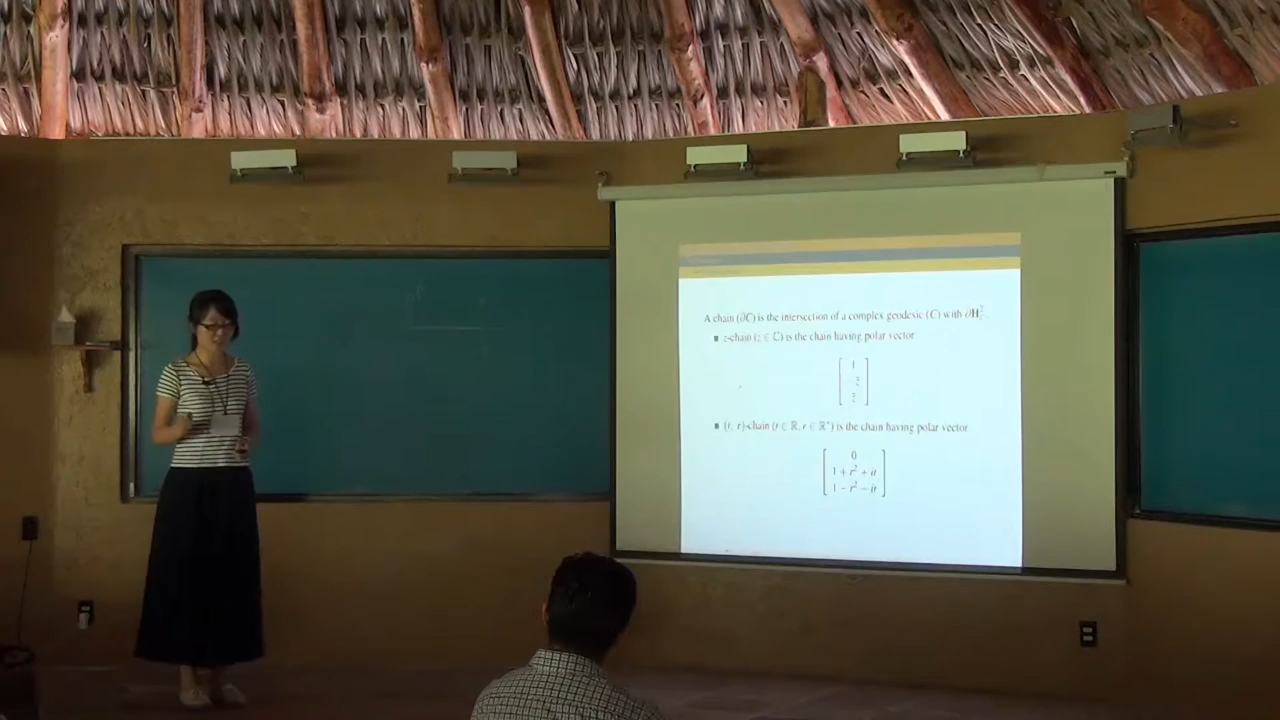 A chain (∂C) is the intersection of a complex geodesic (C) with ∂H²_ℂ.
z-chain (z ∈ ℂ) is the chain having polar vector
1
(r, r)-chain (t ∈ ℝ, r ∈ ℝ⁺) is the chain having polar vector
0
1 + r² + it
1 − r² − it